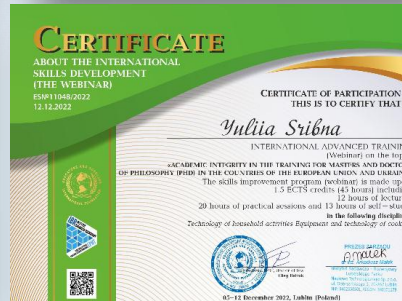 CERTIFICATE
ABOUT THE INTERNATIONAL
SKILLS DEVELOPMENT
(THE WEBINAR)
ES№11048/2022
12.12.2022
CERTIFICATE OF PARTICIPATION
THIS IS TO CERTIFY THAT
Yuliia Sribna
INTERNATIONAL ADVANCED TRAININ
(Webinar) on the top
«ACADEMIC INTEGRITY IN THE TRAINING FOR MASTERS AND DOCTO
OF PHILOSOPHY (PHD) IN THE COUNTRIES OF THE EUROPEAN UNION AND UKRAIN
The skills improvement program (webinar) is made up
1.5 ECTS credits (45 hours) includi
12 hours of lectur
20 hours of practical sessions and 13 hours of self-stud
in the following disciplin
Technology of household activities Equipment and technology of cook
PREZES ZARZĄDU
05-12 December 2022, Lublin (Poland)